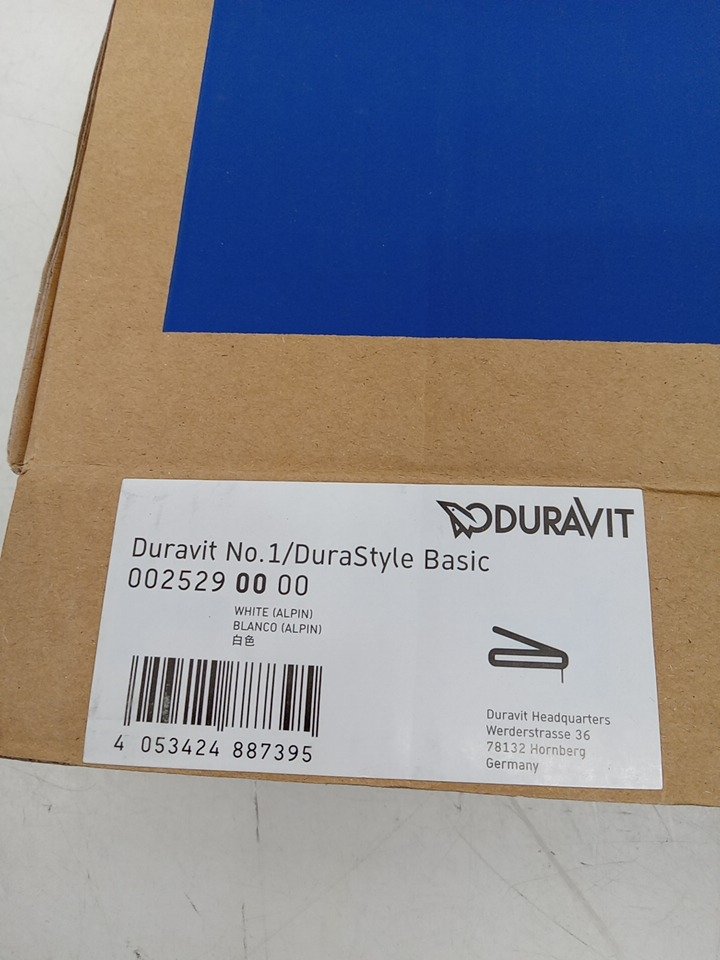 DURAVIT
Duravit No.1/DuraStyle Basic
002529 00 00
WHITE (ALPIN)
BLANCO (ALPIN)
白色
4 053424 887395
Duravit Headquarters
Werderstrasse 36
78132 Hornberg
Germany